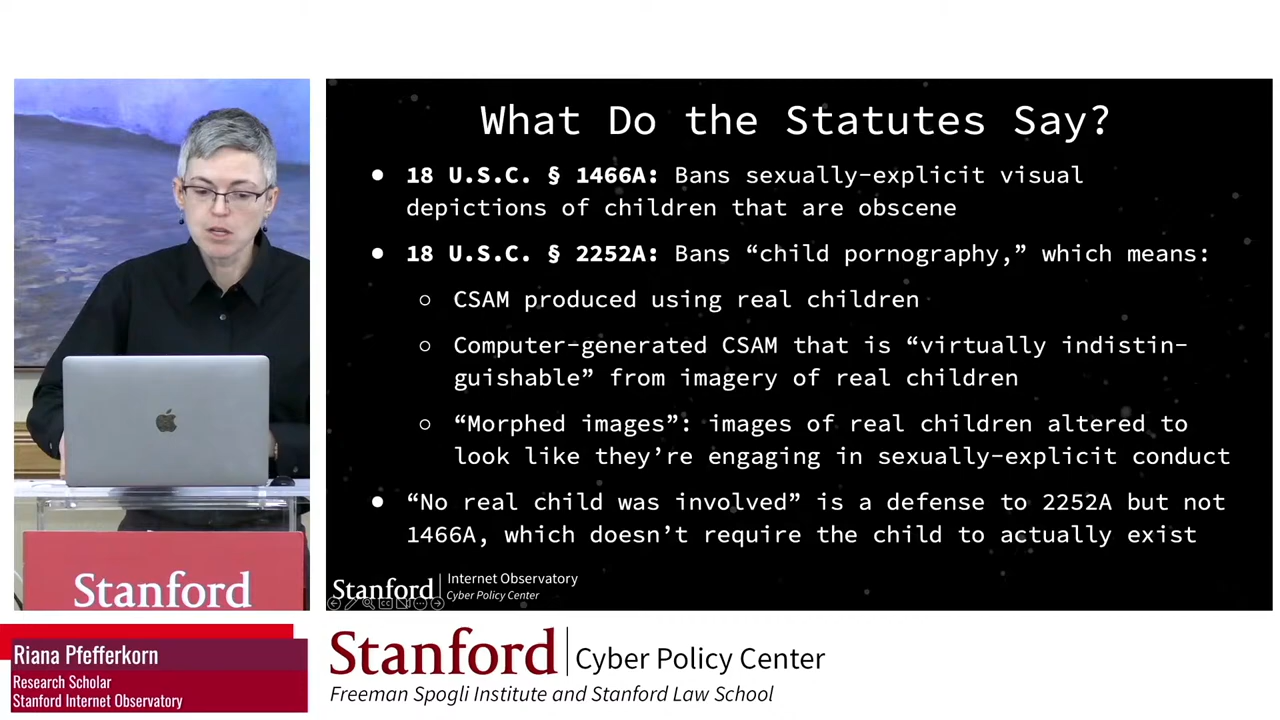 What Do the Statutes Say?
● 18 U.S.C. § 1466A: Bans sexually-explicit visual
depictions of children that are obscene
● 18 U.S.C. § 2252A: Bans “child pornography,” which means:
○ CSAM produced using real children
○ Computer-generated CSAM that is “virtually indistin-
guishable” from imagery of real children
○ “Morphed images”: images of real children altered to
look like they’re engaging in sexually-explicit conduct
● “No real child was involved” is a defense to 2252A but not
1466A, which doesn’t require the child to actually exist
Stanford
Internet Observatory
Cyber Policy Center
Stanford
Riana Pfefferkorn
Research Scholar
Stanford Internet Observatory
Stanford
Cyber Policy Center
Freeman Spogli Institute and Stanford Law School